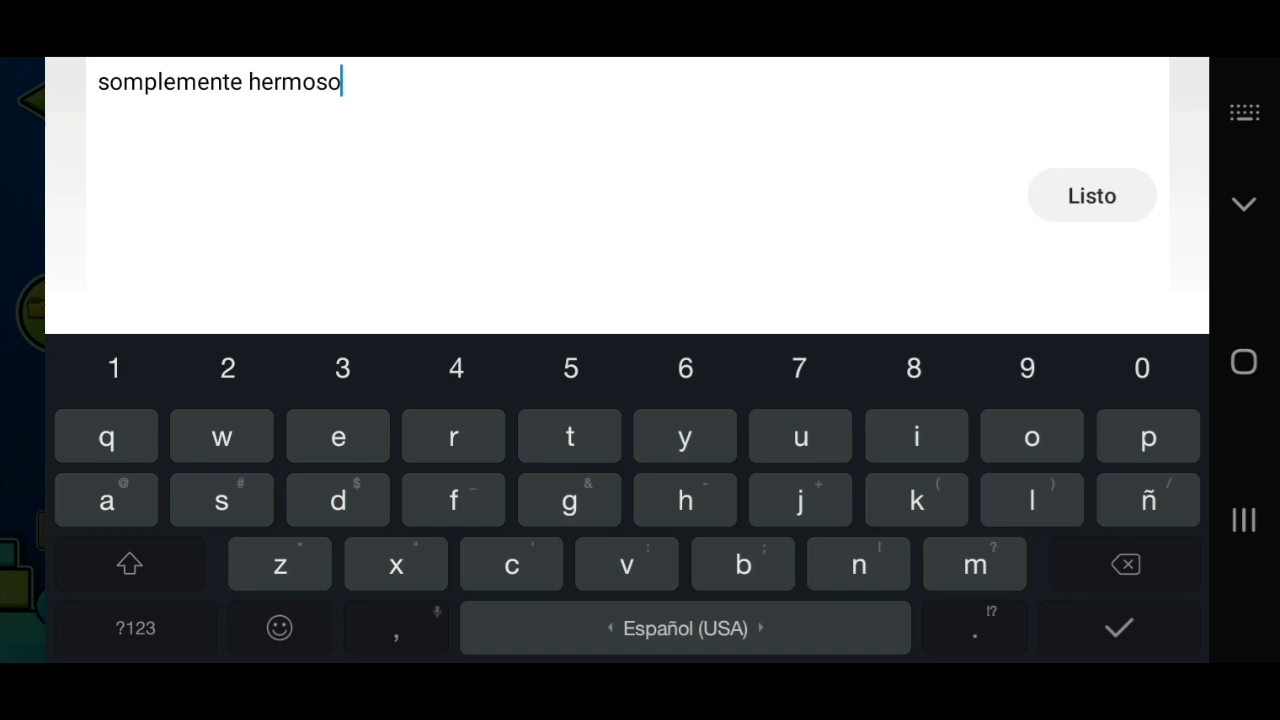 somplemente hermoso
Listo
1 2 3 4 5 6 7 8 9 0
q w e r t y u i o p
@ # $ _ & - + ( ) /
a s d f g h j k l ñ
* " ' : ; ! ?
z x c v b n m
?123 , Español (USA) . !?